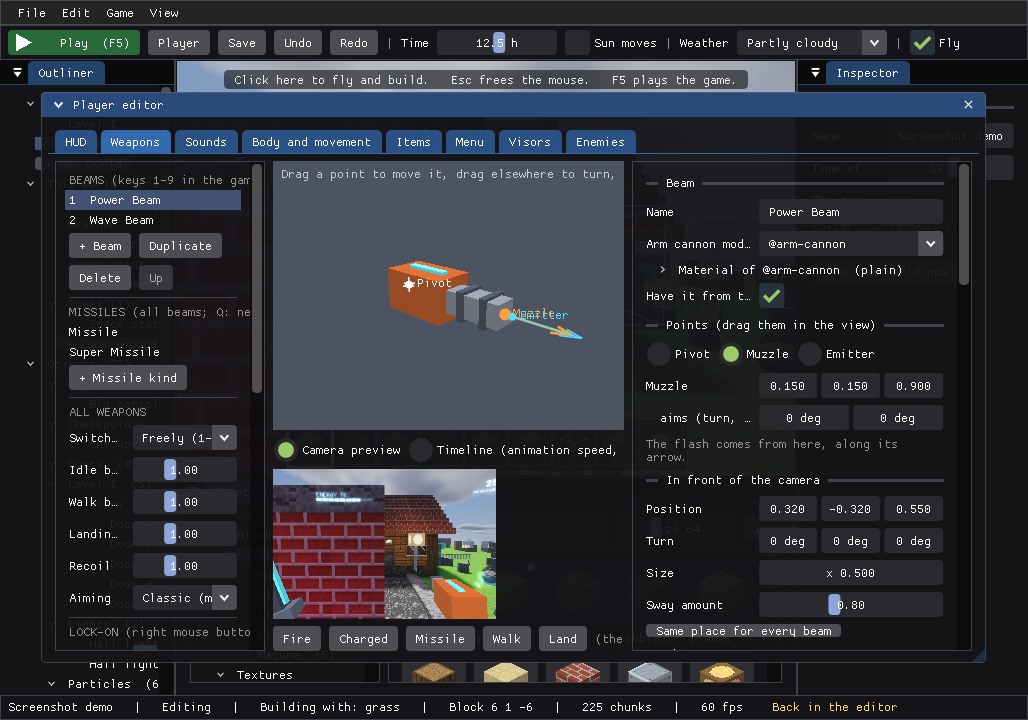 File Edit Game View
Play (F5) Player Save Undo Redo | Time 12.5 h Sun moves | Weather Partly cloudy | Fly
Outliner
Click here to fly and build. Esc frees the mouse. F5 plays the game.
Inspector
Player editor
HUD Weapons Sounds Body and movement Items Menu Visors Enemies
BEAMS (keys 1-9 in the gam
1 Power Beam
2 Wave Beam
+ Beam Duplicate
Delete Up
MISSILES (all beams; Q: ne
Missile
Super Missile
+ Missile kind
ALL WEAPONS
Switch… Freely (1-
Idle b… 1.00
Walk b… 1.00
Landin… 1.00
Recoil 1.00
Aiming Classic (m
LOCK-ON (right mouse butto
Drag a point to move it, drag elsewhere to turn,
Pivot
Muzzle
Emitter
Camera preview Timeline (animation speed,
Fire Charged Missile Walk Land (the
Beam
Name Power Beam
Arm cannon mod… @arm-cannon
Material of @arm-cannon (plain)
Have it from t…
Points (drag them in the view)
Pivot Muzzle Emitter
Muzzle 0.150 0.150 0.900
aims (turn, … 0 deg 0 deg
The flash comes from here, along its
arrow.
In front of the camera
Position 0.320 -0.320 0.550
Turn 0 deg 0 deg 0 deg
Size x 0.500
Sway amount 0.80
Same place for every beam
Hall light
Particles (6
Textures
Screenshot demo | Editing | Building with: grass | Block 6 1 -6 | 225 chunks | 60 fps Back in the editor